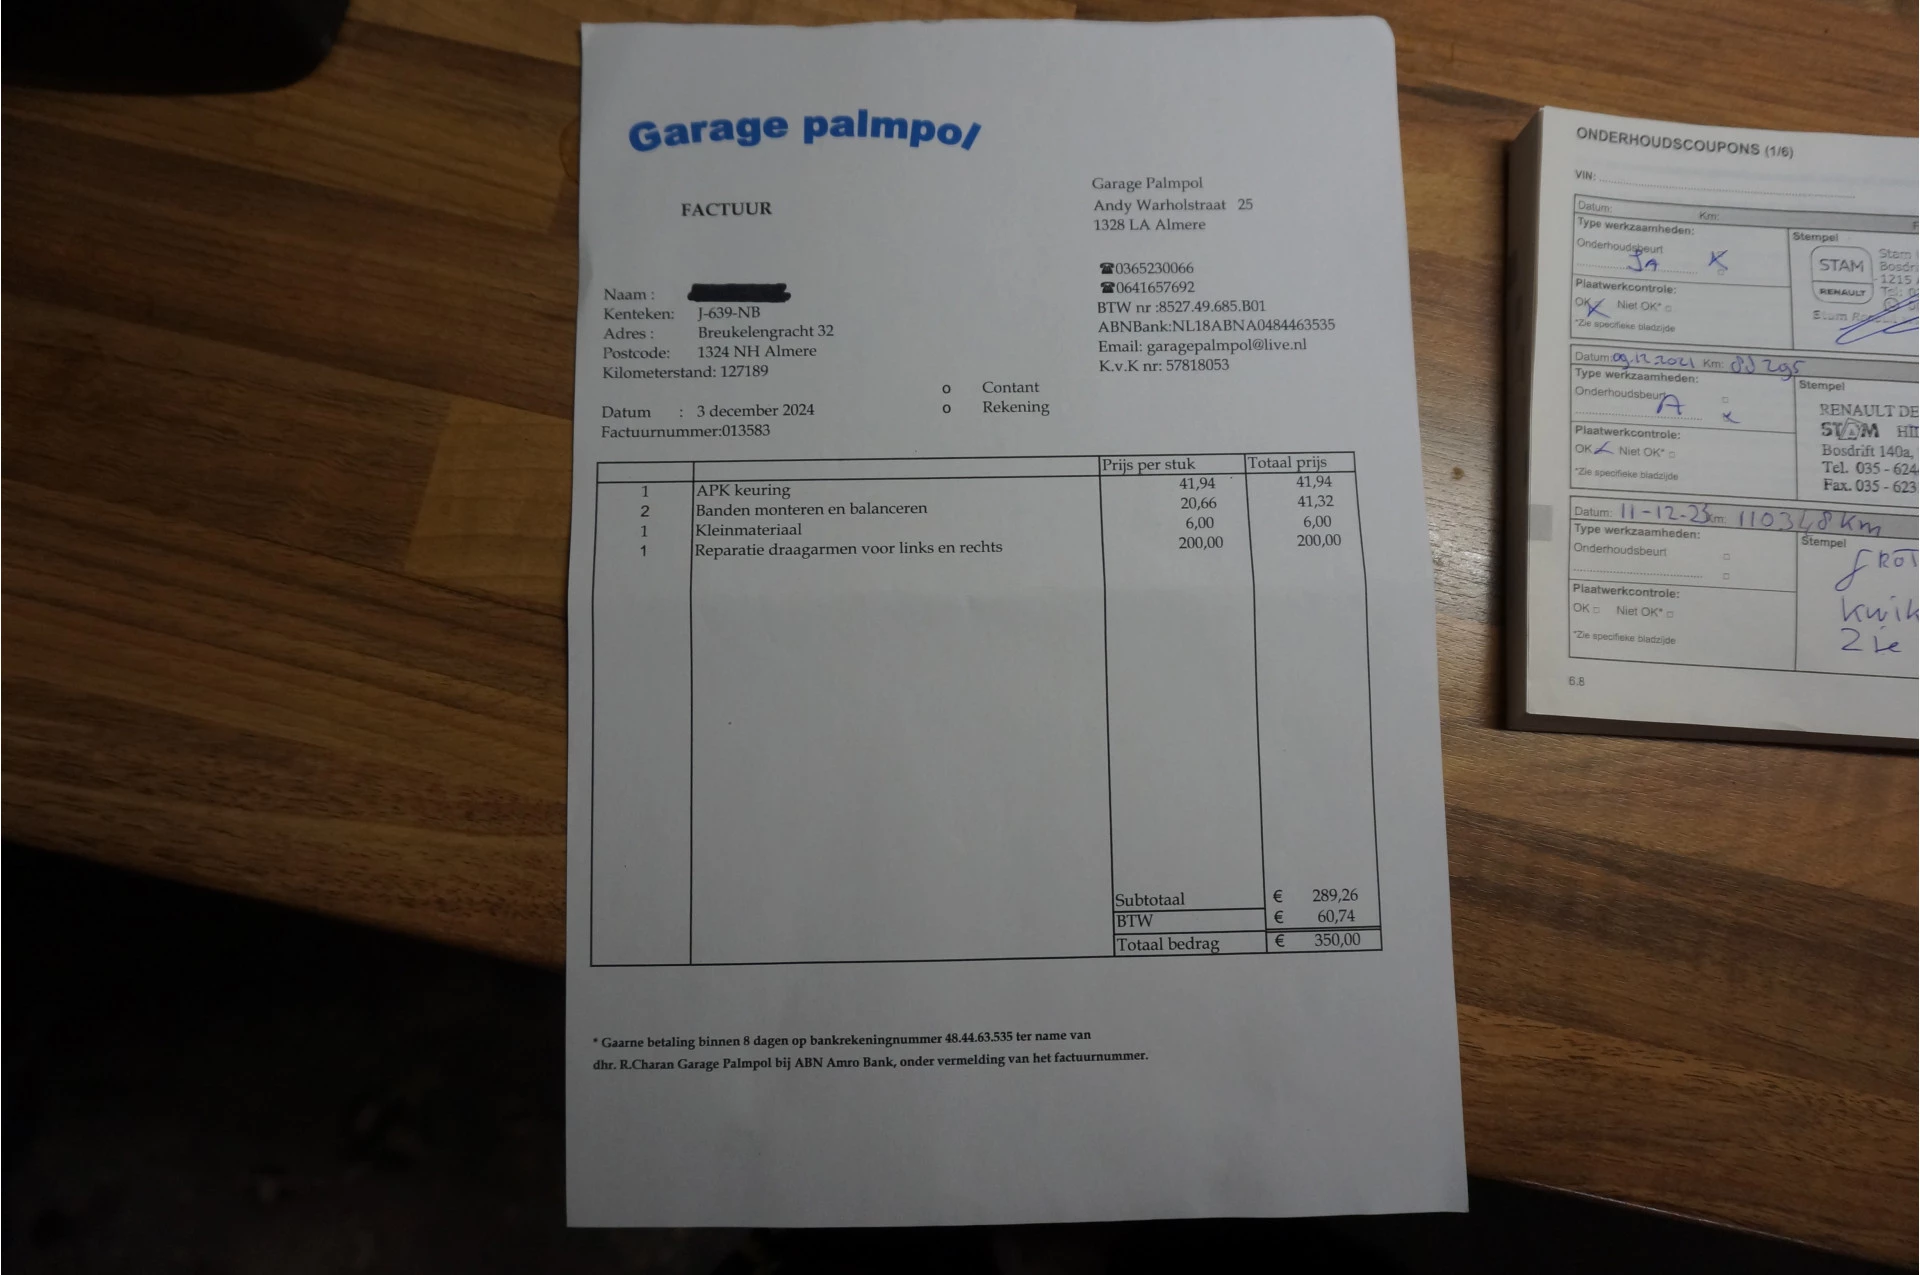 Garage palmpol
FACTUUR
Garage Palmpol
Andy Warholstraat 25
1328 LA Almere
☎0365230066
☎0641657692
BTW nr :8527.49.685.B01
ABNBank:NL18ABNA0484463535
Email: garagepalmpol@live.nl
K.v.K nr: 57818053
Naam :
Kenteken: J-639-NB
Adres : Breukelengracht 32
Postcode: 1324 NH Almere
Kilometerstand: 127189
o Contant
o Rekening
Datum : 3 december 2024
Factuurnummer:013583
Prijs per stuk Totaal prijs
1 APK keuring 41,94 41,94
2 Banden monteren en balanceren 20,66 41,32
1 Kleinmateriaal 6,00 6,00
1 Reparatie draagarmen voor links en rechts 200,00 200,00
Subtotaal € 289,26
BTW € 60,74
Totaal bedrag € 350,00
* Gaarne betaling binnen 8 dagen op bankrekeningnummer 48.44.63.535 ter name van
dhr. R.Charan Garage Palmpol bij ABN Amro Bank, onder vermelding van het factuurnummer.
ONDERHOUDSCOUPONS (1/6)
VIN:
Datum: Km:
Type werkzaamheden:
Onderhoudsbeurt
Stempel
STAM
RENAULT
Plaatwerkcontrole:
OK Niet OK*
*Zie specifieke bladzijde
Datum: 09.12.2021 Km:
Type werkzaamheden:
Onderhoudsbeurt
A
Stempel
RENAULT DE
STAM
Bosdrift 140a,
Tel. 035 - 624
Fax. 035 - 623
Plaatwerkcontrole:
OK Niet OK*
*Zie specifieke bladzijde
Datum: 11-12-23 Km: 110348 Km
Type werkzaamheden:
Onderhoudsbeurt
Stempel
Kwik
Zie
Plaatwerkcontrole:
OK Niet OK*
*Zie specifieke bladzijde
6.8